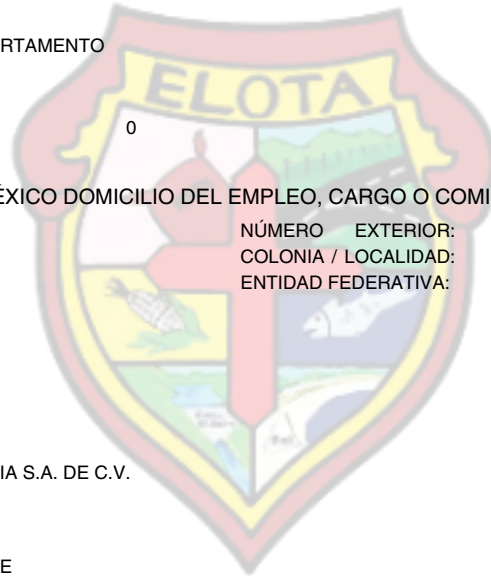 RTAMENTO
ELOTA
0
ÉXICO DOMICILIO DEL EMPLEO, CARGO O COMI
NÚMERO EXTERIOR:
COLONIA / LOCALIDAD:
ENTIDAD FEDERATIVA:
IA S.A. DE C.V.
E